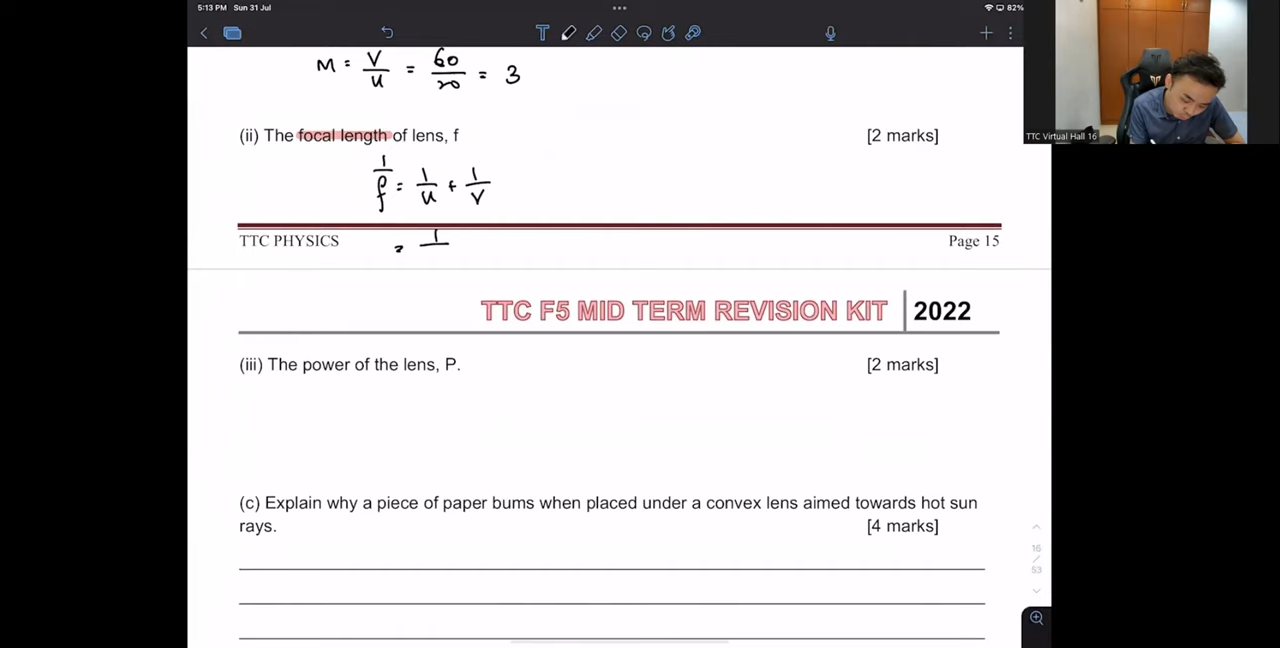 5:13 PM Sun 31 Jul
82%
M = v/u = 60/20 = 3
TTC Virtual Hall 16
(ii) The focal length of lens, f [2 marks]
1/f = 1/u + 1/v
TTC PHYSICS Page 15
= 1
TTC F5 MID TERM REVISION KIT 2022
(iii) The power of the lens, P. [2 marks]
(c) Explain why a piece of paper bums when placed under a convex lens aimed towards hot sun
rays. [4 marks]
16
/
53